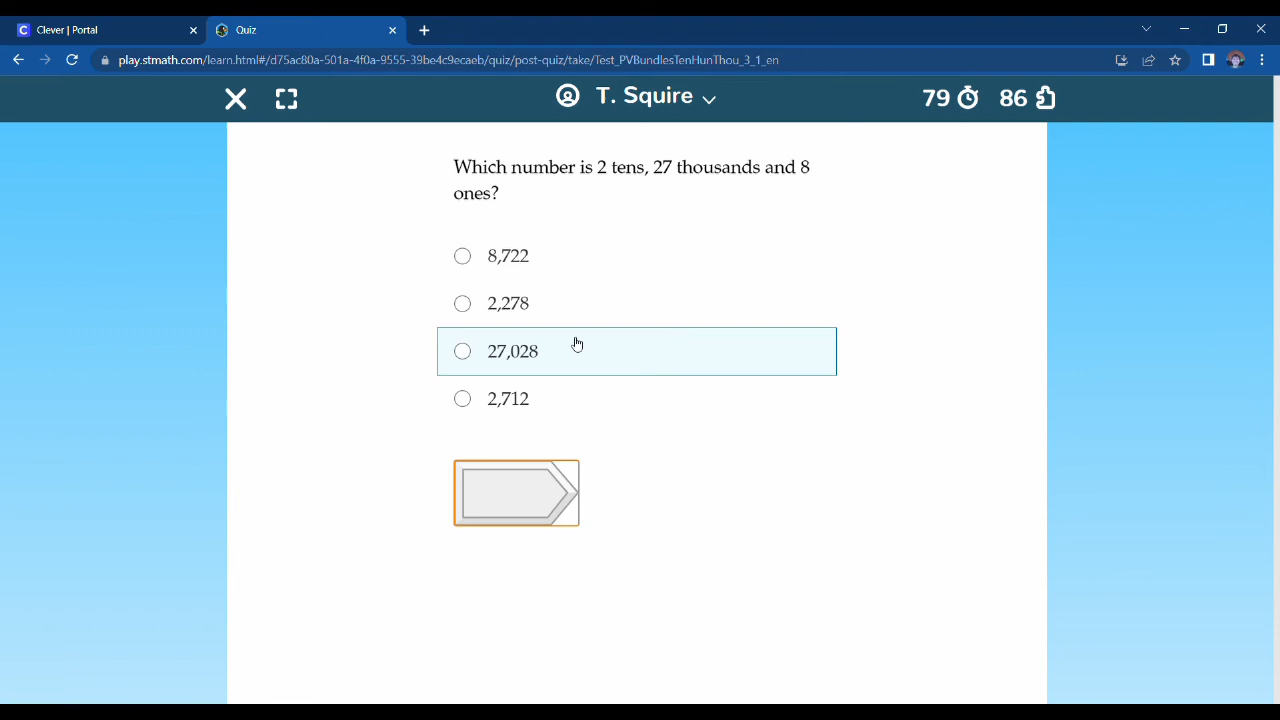 Clever | Portal
Quiz
play.stmath.com/learn.html#/d75ac80a-501a-4f0a-9555-39be4c9ecaeb/quiz/post-quiz/take/Test_PVBundlesTenHunThou_3_1_en
T. Squire
79
86
Which number is 2 tens, 27 thousands and 8
ones?
8,722
2,278
27,028
2,712